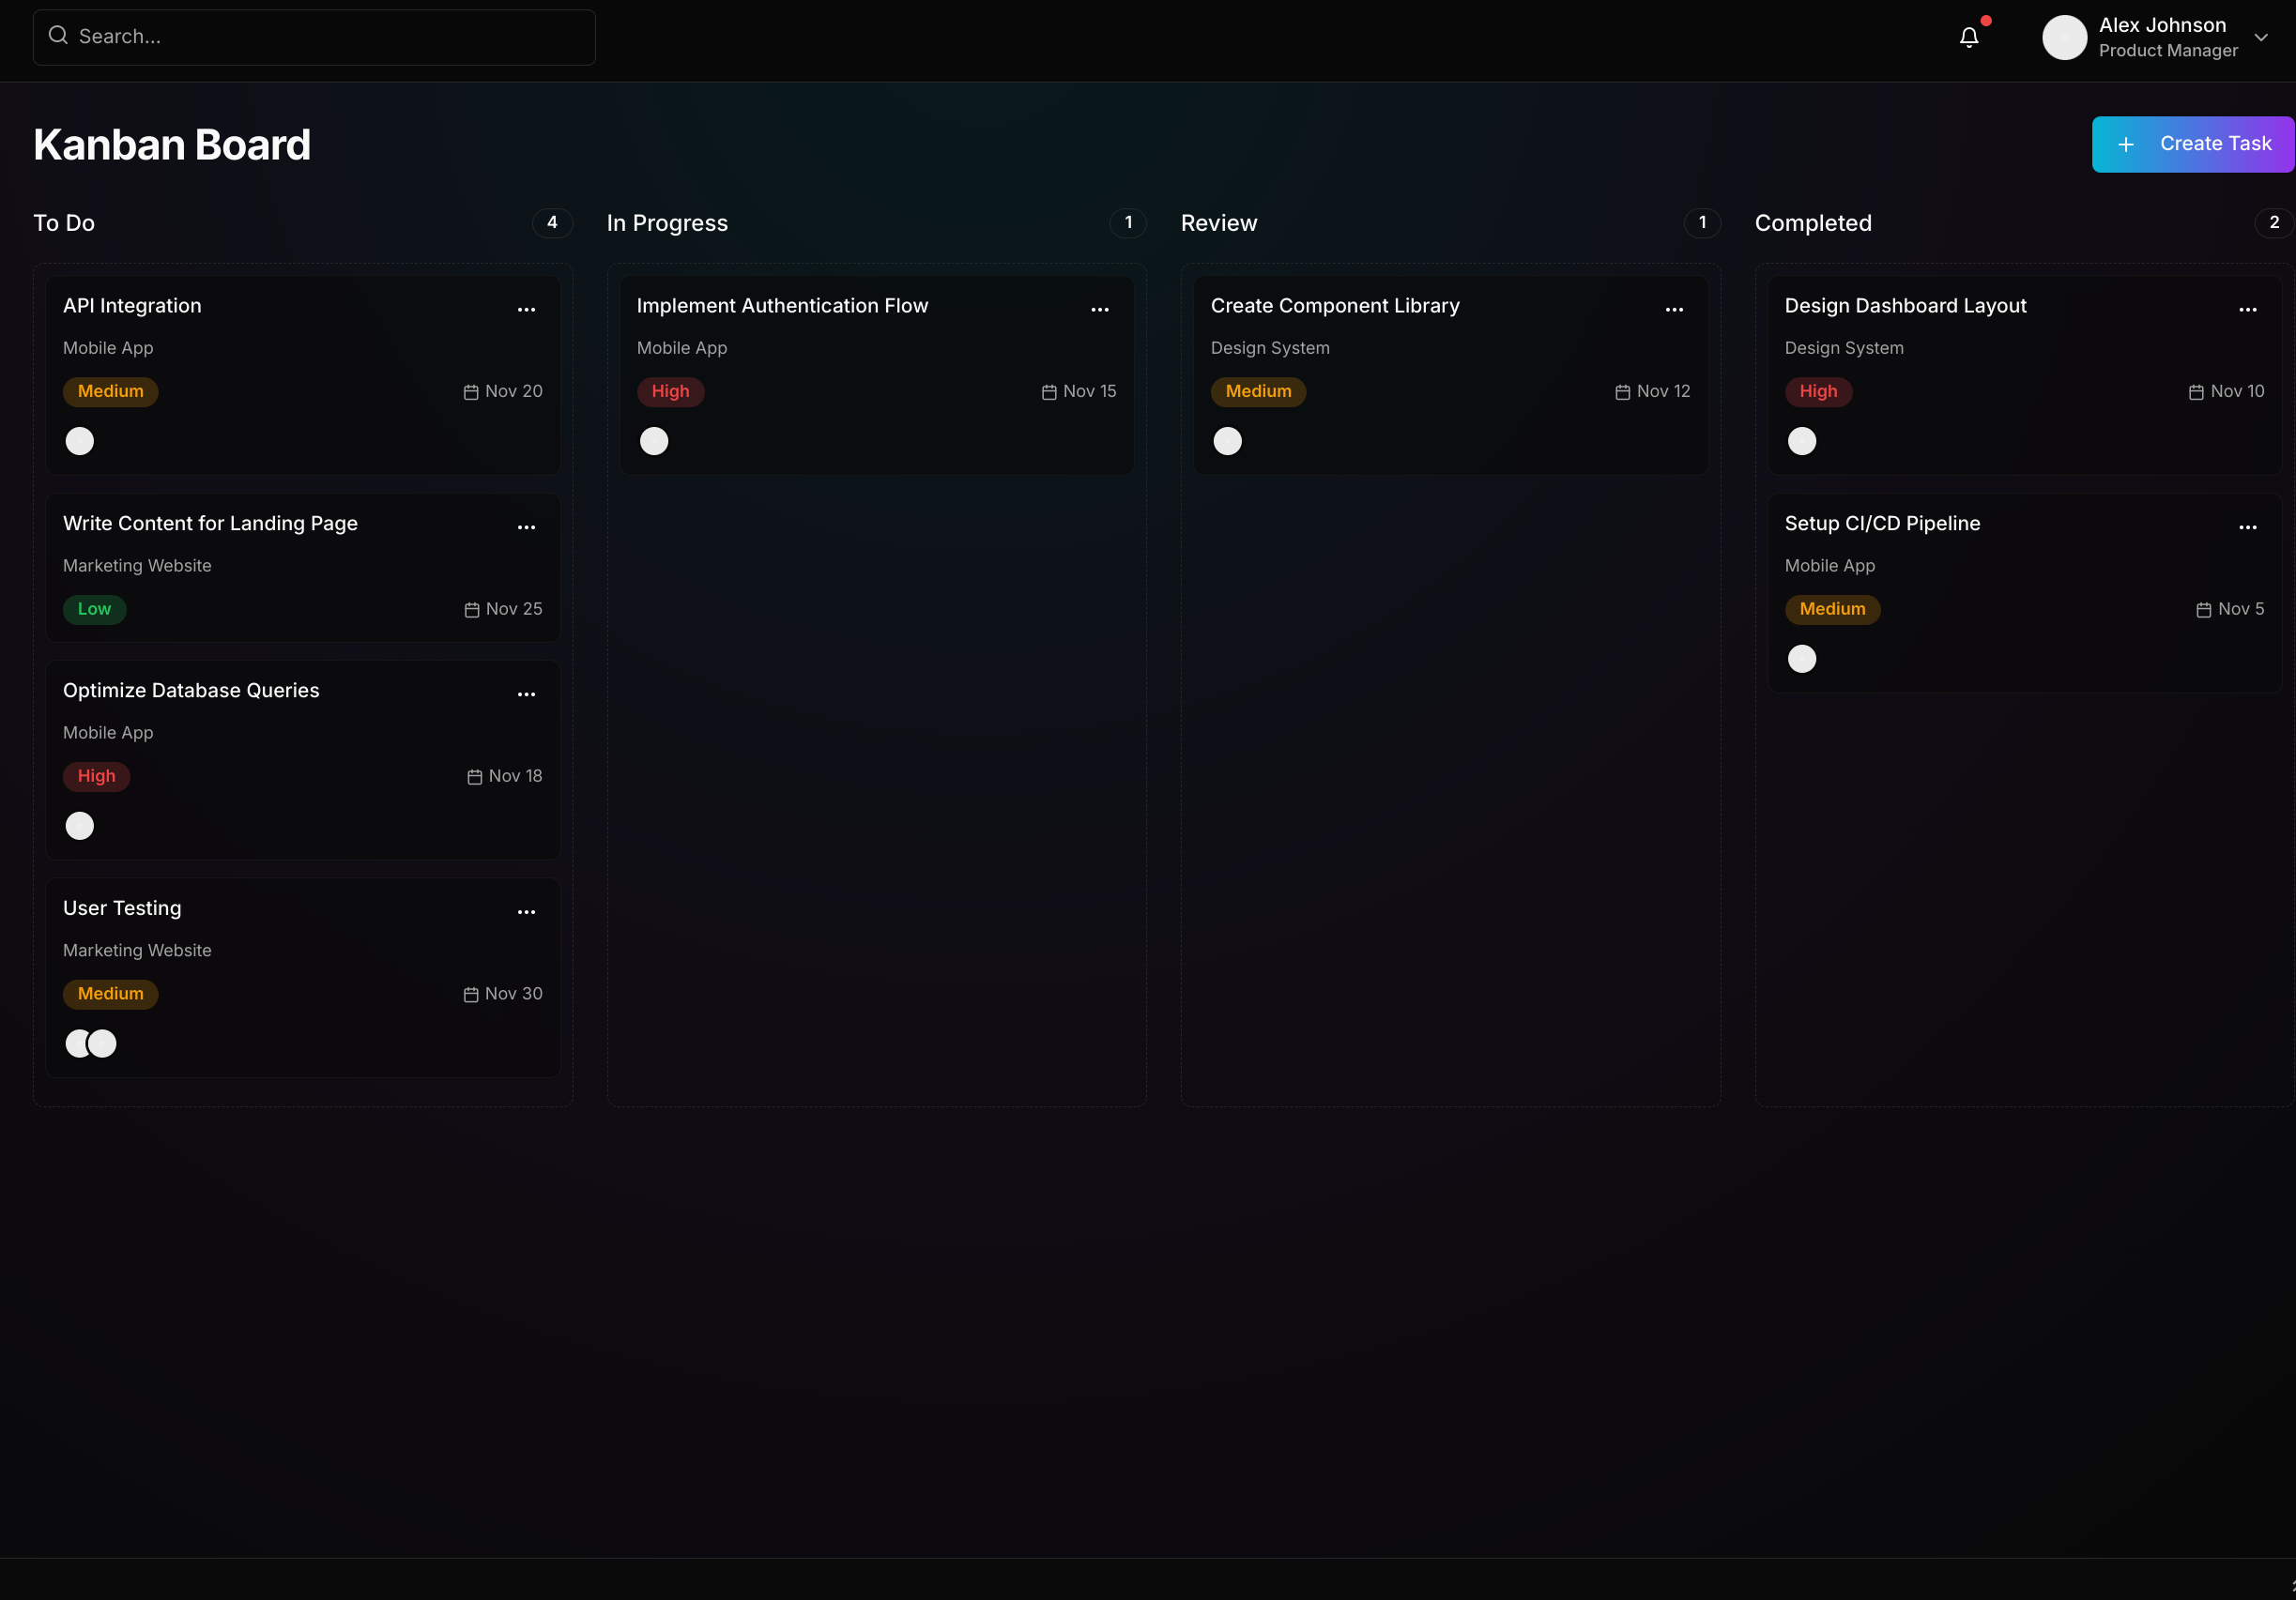 Search...
Alex Johnson
Product Manager
Kanban Board
Create Task
To Do
4
API Integration
Mobile App
Medium
Nov 20
Write Content for Landing Page
Marketing Website
Low
Nov 25
Optimize Database Queries
Mobile App
High
Nov 18
User Testing
Marketing Website
Medium
Nov 30
In Progress
1
Implement Authentication Flow
Mobile App
High
Nov 15
Review
1
Create Component Library
Design System
Medium
Nov 12
Completed
2
Design Dashboard Layout
Design System
High
Nov 10
Setup CI/CD Pipeline
Mobile App
Medium
Nov 5